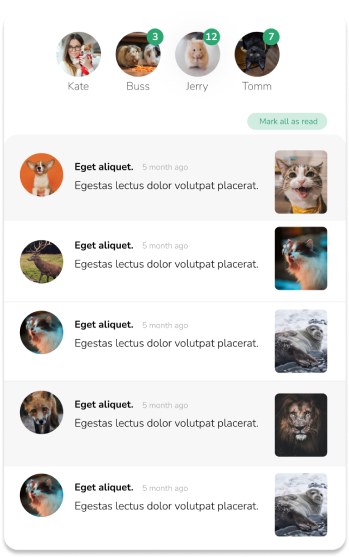 3
12
7
Kate
Buss
Jerry
Tomm
Mark all as read
Eget aliquet. 5 month ago
Egestas lectus dolor volutpat placerat.
Eget aliquet. 5 month ago
Egestas lectus dolor volutpat placerat.
Eget aliquet. 5 month ago
Egestas lectus dolor volutpat placerat.
Eget aliquet. 5 month ago
Egestas lectus dolor volutpat placerat.
Eget aliquet. 5 month ago
Egestas lectus dolor volutpat placerat.